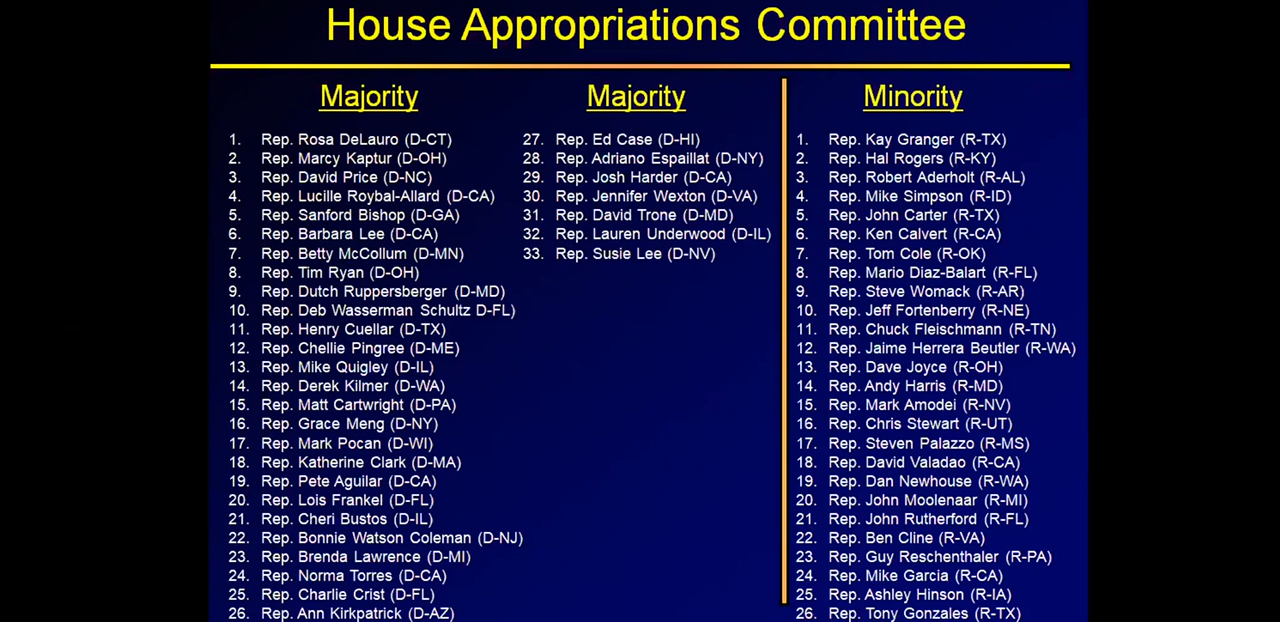 House Appropriations Committee
Majority
1. Rep. Rosa DeLauro (D-CT)
2. Rep. Marcy Kaptur (D-OH)
3. Rep. David Price (D-NC)
4. Rep. Lucille Roybal-Allard (D-CA)
5. Rep. Sanford Bishop (D-GA)
6. Rep. Barbara Lee (D-CA)
7. Rep. Betty McCollum (D-MN)
8. Rep. Tim Ryan (D-OH)
9. Rep. Dutch Ruppersberger (D-MD)
10. Rep. Deb Wasserman Schultz D-FL)
11. Rep. Henry Cuellar (D-TX)
12. Rep. Chellie Pingree (D-ME)
13. Rep. Mike Quigley (D-IL)
14. Rep. Derek Kilmer (D-WA)
15. Rep. Matt Cartwright (D-PA)
16. Rep. Grace Meng (D-NY)
17. Rep. Mark Pocan (D-WI)
18. Rep. Katherine Clark (D-MA)
19. Rep. Pete Aguilar (D-CA)
20. Rep. Lois Frankel (D-FL)
21. Rep. Cheri Bustos (D-IL)
22. Rep. Bonnie Watson Coleman (D-NJ)
23. Rep. Brenda Lawrence (D-MI)
24. Rep. Norma Torres (D-CA)
25. Rep. Charlie Crist (D-FL)
26. Rep. Ann Kirkpatrick (D-AZ)
Majority
27. Rep. Ed Case (D-HI)
28. Rep. Adriano Espaillat (D-NY)
29. Rep. Josh Harder (D-CA)
30. Rep. Jennifer Wexton (D-VA)
31. Rep. David Trone (D-MD)
32. Rep. Lauren Underwood (D-IL)
33. Rep. Susie Lee (D-NV)
Minority
1. Rep. Kay Granger (R-TX)
2. Rep. Hal Rogers (R-KY)
3. Rep. Robert Aderholt (R-AL)
4. Rep. Mike Simpson (R-ID)
5. Rep. John Carter (R-TX)
6. Rep. Ken Calvert (R-CA)
7. Rep. Tom Cole (R-OK)
8. Rep. Mario Diaz-Balart (R-FL)
9. Rep. Steve Womack (R-AR)
10. Rep. Jeff Fortenberry (R-NE)
11. Rep. Chuck Fleischmann (R-TN)
12. Rep. Jaime Herrera Beutler (R-WA)
13. Rep. Dave Joyce (R-OH)
14. Rep. Andy Harris (R-MD)
15. Rep. Mark Amodei (R-NV)
16. Rep. Chris Stewart (R-UT)
17. Rep. Steven Palazzo (R-MS)
18. Rep. David Valadao (R-CA)
19. Rep. Dan Newhouse (R-WA)
20. Rep. John Moolenaar (R-MI)
21. Rep. John Rutherford (R-FL)
22. Rep. Ben Cline (R-VA)
23. Rep. Guy Reschenthaler (R-PA)
24. Rep. Mike Garcia (R-CA)
25. Rep. Ashley Hinson (R-IA)
26. Rep. Tony Gonzales (R-TX)